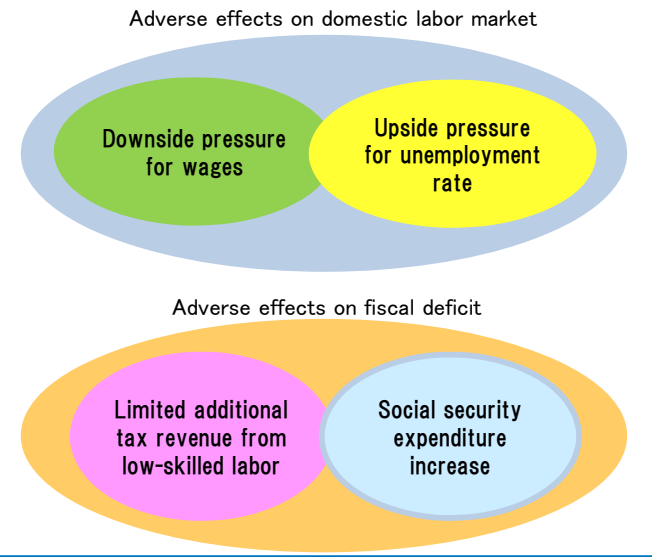 Adverse effects on domestic labor market
Downside pressure
for wages
Upside pressure
for unemployment
rate
Adverse effects on fiscal deficit
Limited additional
tax revenue from
low-skilled labor
Social security
expenditure
increase